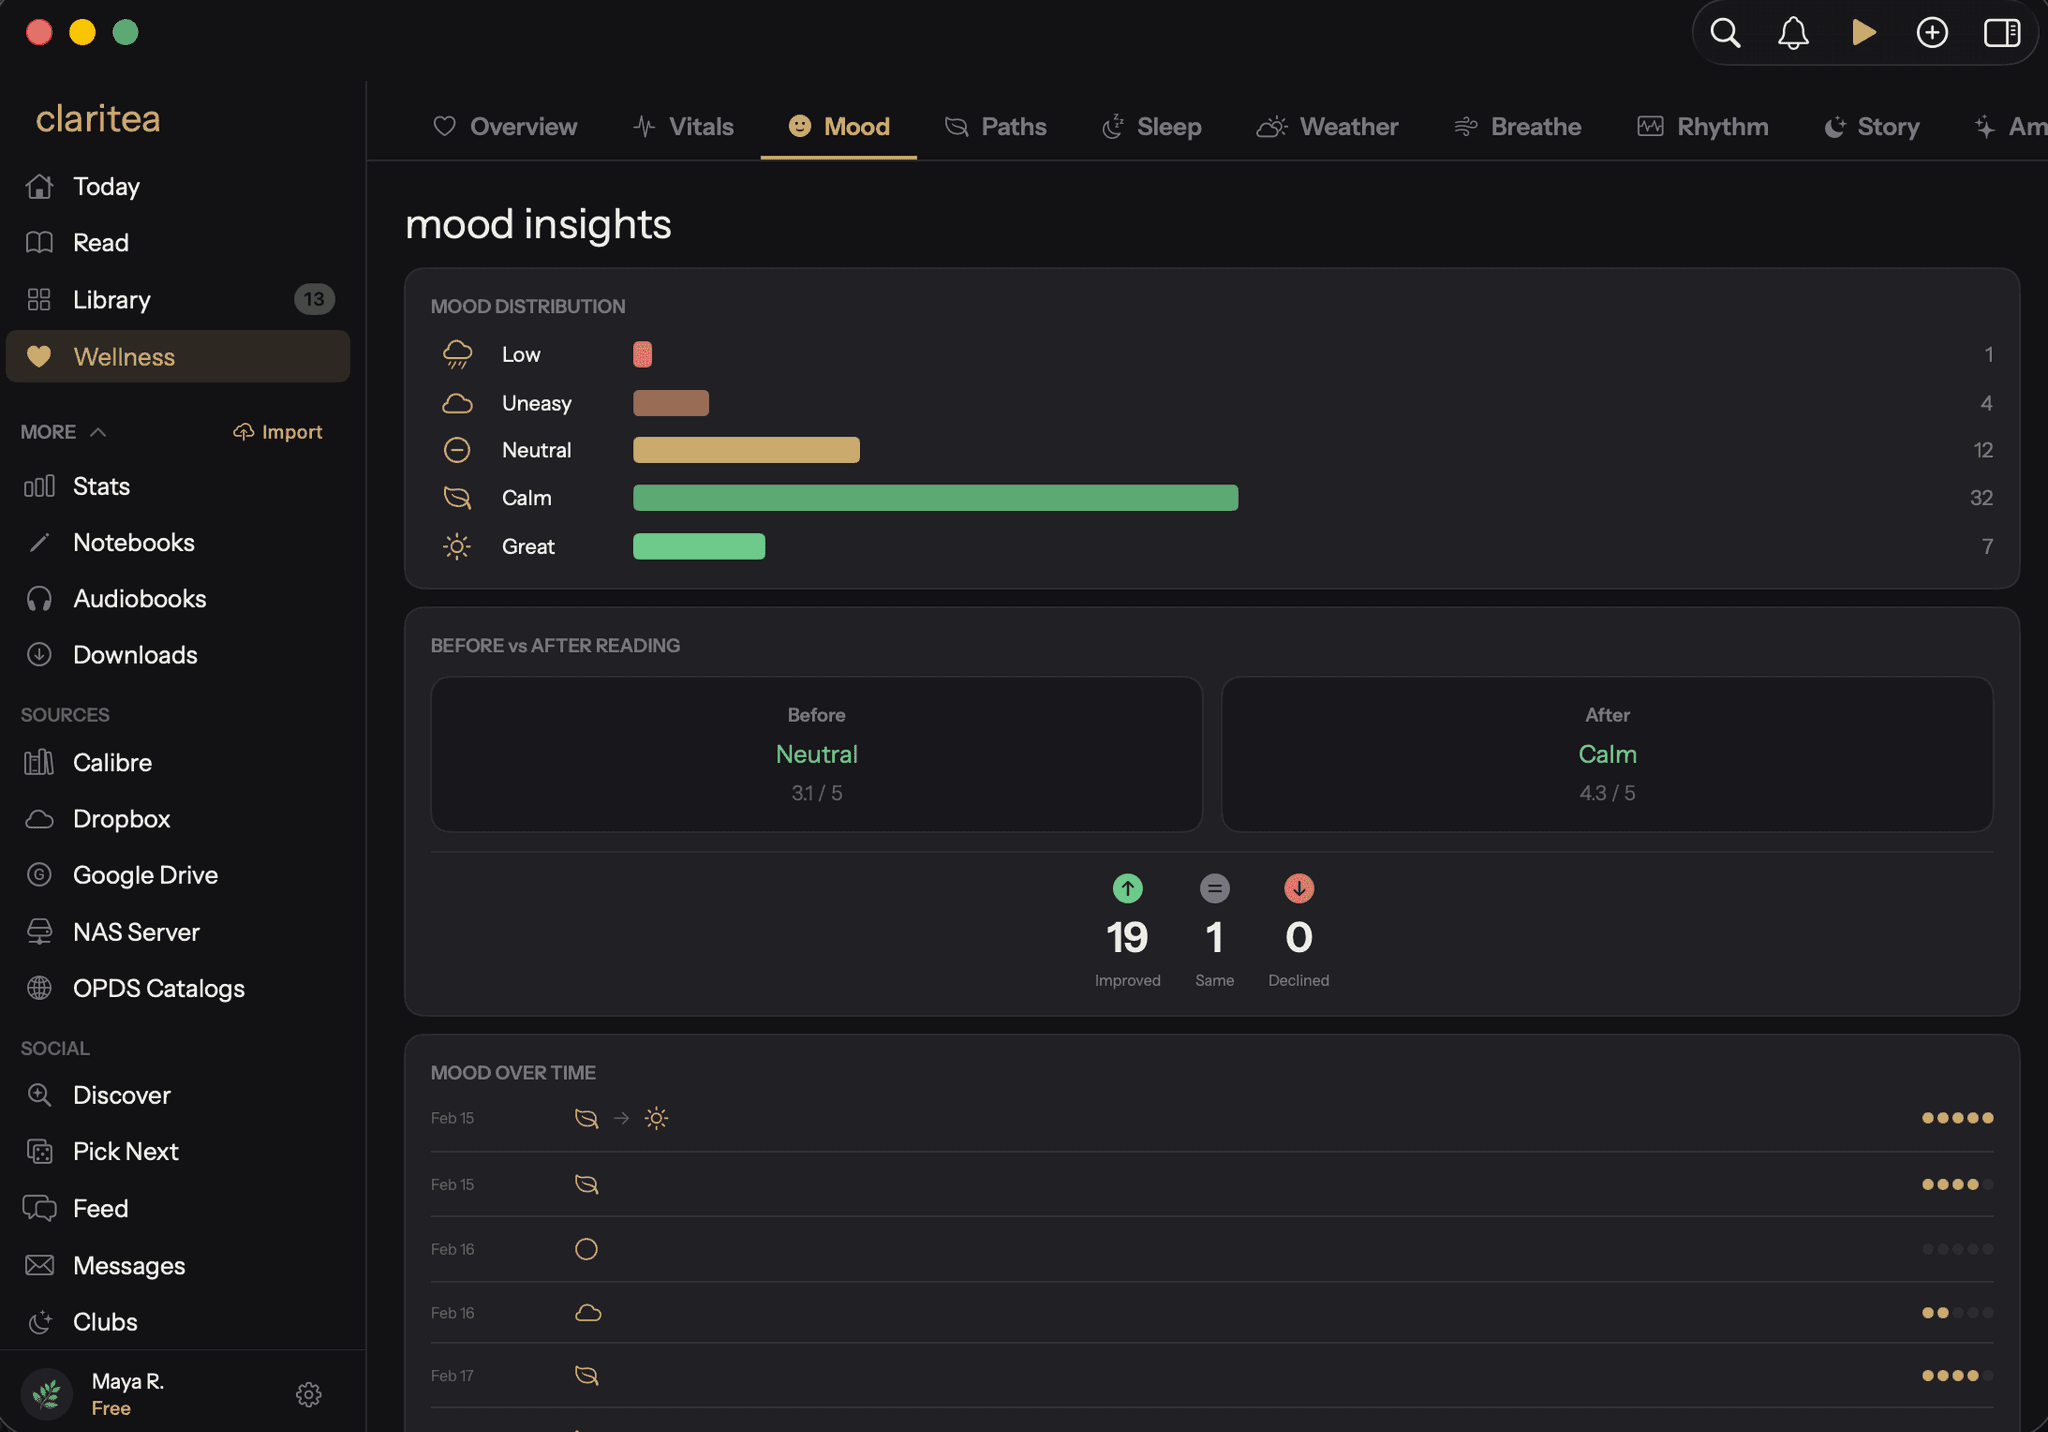 claritea
Today
Read
Library 13
Wellness
MORE Import
Stats
Notebooks
Audiobooks
Downloads
SOURCES
Calibre
Dropbox
Google Drive
NAS Server
OPDS Catalogs
SOCIAL
Discover
Pick Next
Feed
Messages
Clubs
Maya R.
Free
Overview Vitals Mood Paths Sleep Weather Breathe Rhythm Story Am
mood insights
MOOD DISTRIBUTION
Low 1
Uneasy 4
Neutral 12
Calm 32
Great 7
BEFORE vs AFTER READING
Before
Neutral
3.1 / 5
After
Calm
4.3 / 5
19 1 0
Improved Same Declined
MOOD OVER TIME
Feb 15
Feb 15
Feb 16
Feb 16
Feb 17